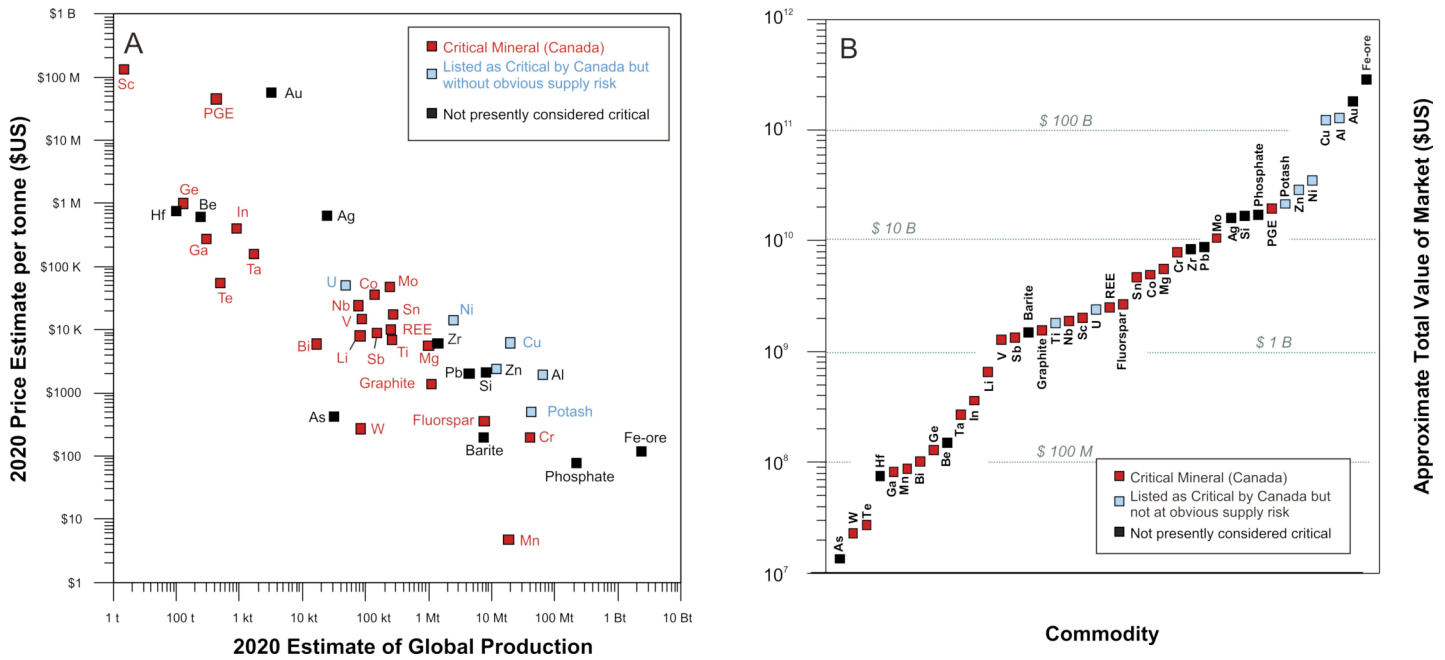 A
$1 B
$100 M
$10 M
$1 M
$100 K
$10 K
$1000
$100
$10
$1
2020 Price Estimate per tonne ($US)
Critical Mineral (Canada)
Listed as Critical by Canada but
without obvious supply risk
Not presently considered critical
Sc
PGE
Au
Ge
Hf
Be
In
Ag
Ga
Ta
Te
U
Co
Mo
Nb
Sn
Ni
V
REE
Bi
Li
Sb
Ti
Mg
Zr
Cu
Graphite
Pb
Si
Zn
Al
As
W
Fluorspar
Potash
Barite
Cr
Fe-ore
Phosphate
Mn
1 t
100 t
1 kt
10 kt
100 kt
1 Mt
10 Mt
100 Mt
1 Bt
10 Bt
2020 Estimate of Global Production
B
10¹²
10¹¹
10¹⁰
10⁹
10⁸
10⁷
$ 100 B
$ 10 B
$ 1 B
$ 100 M
As
W
Te
Hf
Ga
Mn
Bi
Ge
Be
Ta
In
Li
V
Sb
Barite
Graphite
Ti
Nb
Sc
U
REE
Fluorspar
Sn
Co
Mg
Cr
Zr
Pb
Mo
Ag
Si
Phosphate
PGE
Potash
Zn
Ni
Cu
Al
Au
Fe-ore
Critical Mineral (Canada)
Listed as Critical by Canada but
not at obvious supply risk
Not presently considered critical
Commodity
Approximate Total Value of Market ($US)